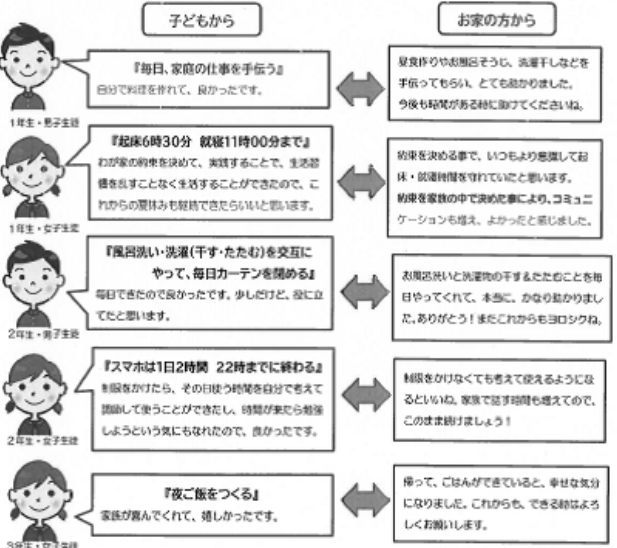 子どもから
お家の方から
『毎日、家庭の仕事を手伝う』
自分で料理を作れて、良かったです。
1年生・男子生徒
昼食作りやお風呂そうじ、洗濯干しなどを
手伝ってもらい、とても助かりました。
今後も時間がある時に助けてくださいね。
『起床6時30分 就寝11時00分まで』
わが家の約束を決めて、実践することで、生活習
慣を乱すことなく生活することができたので、こ
れからの夏休みも継続できたらいいと思います。
1年生・女子生徒
約束を決める事で、いつもより意識して起
床・就寝時間を守れていたと思います。
約束を家族の中で決めた事により、コミュニ
ケーションも増え、よかったと感じました。
『風呂洗い・洗濯(干す・たたむ)を交互に
やって、毎日カーテンを閉める』
毎日できたので良かったです。少しだけど、役に立
てたと思います。
2年生・男子生徒
お風呂洗いと洗濯物の干す&たたむことを毎
日やってくれて、本当に、かなり助かりまし
た。ありがとう!またこれからもヨロシクね。
『スマホは1日2時間 22時までに終わる』
制限をかけたら、その日使う時間を自分で考えて
意識して使うことができたし、時間が来たら勉強
しようという気にもなれたので、良かったです。
2年生・女子生徒
制限をかけなくても考えて使えるようにな
るといいね。家族で話す時間も増えてので、
このまま続けましょう!
『夜ご飯をつくる』
家族が喜んでくれて、嬉しかったです。
3年生・女子生徒
帰って、ごはんができていると、幸せな気分
になりました。これからも、できる時はよろ
しくお願いします。